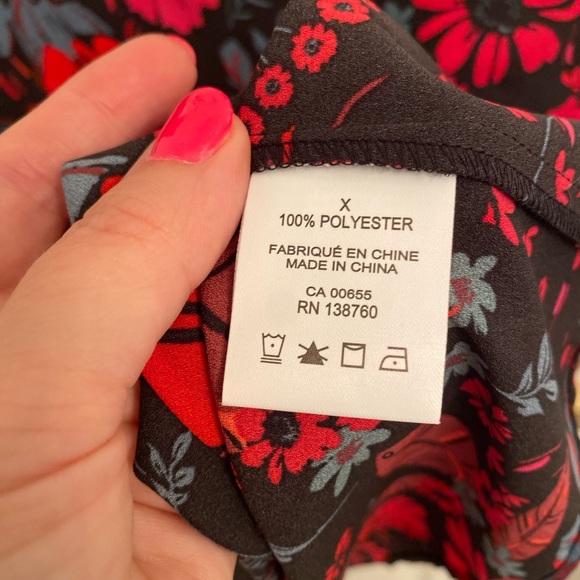 X
100% POLYESTER
FABRIQUÉ EN CHINE
MADE IN CHINA
CA 00655
RN 138760